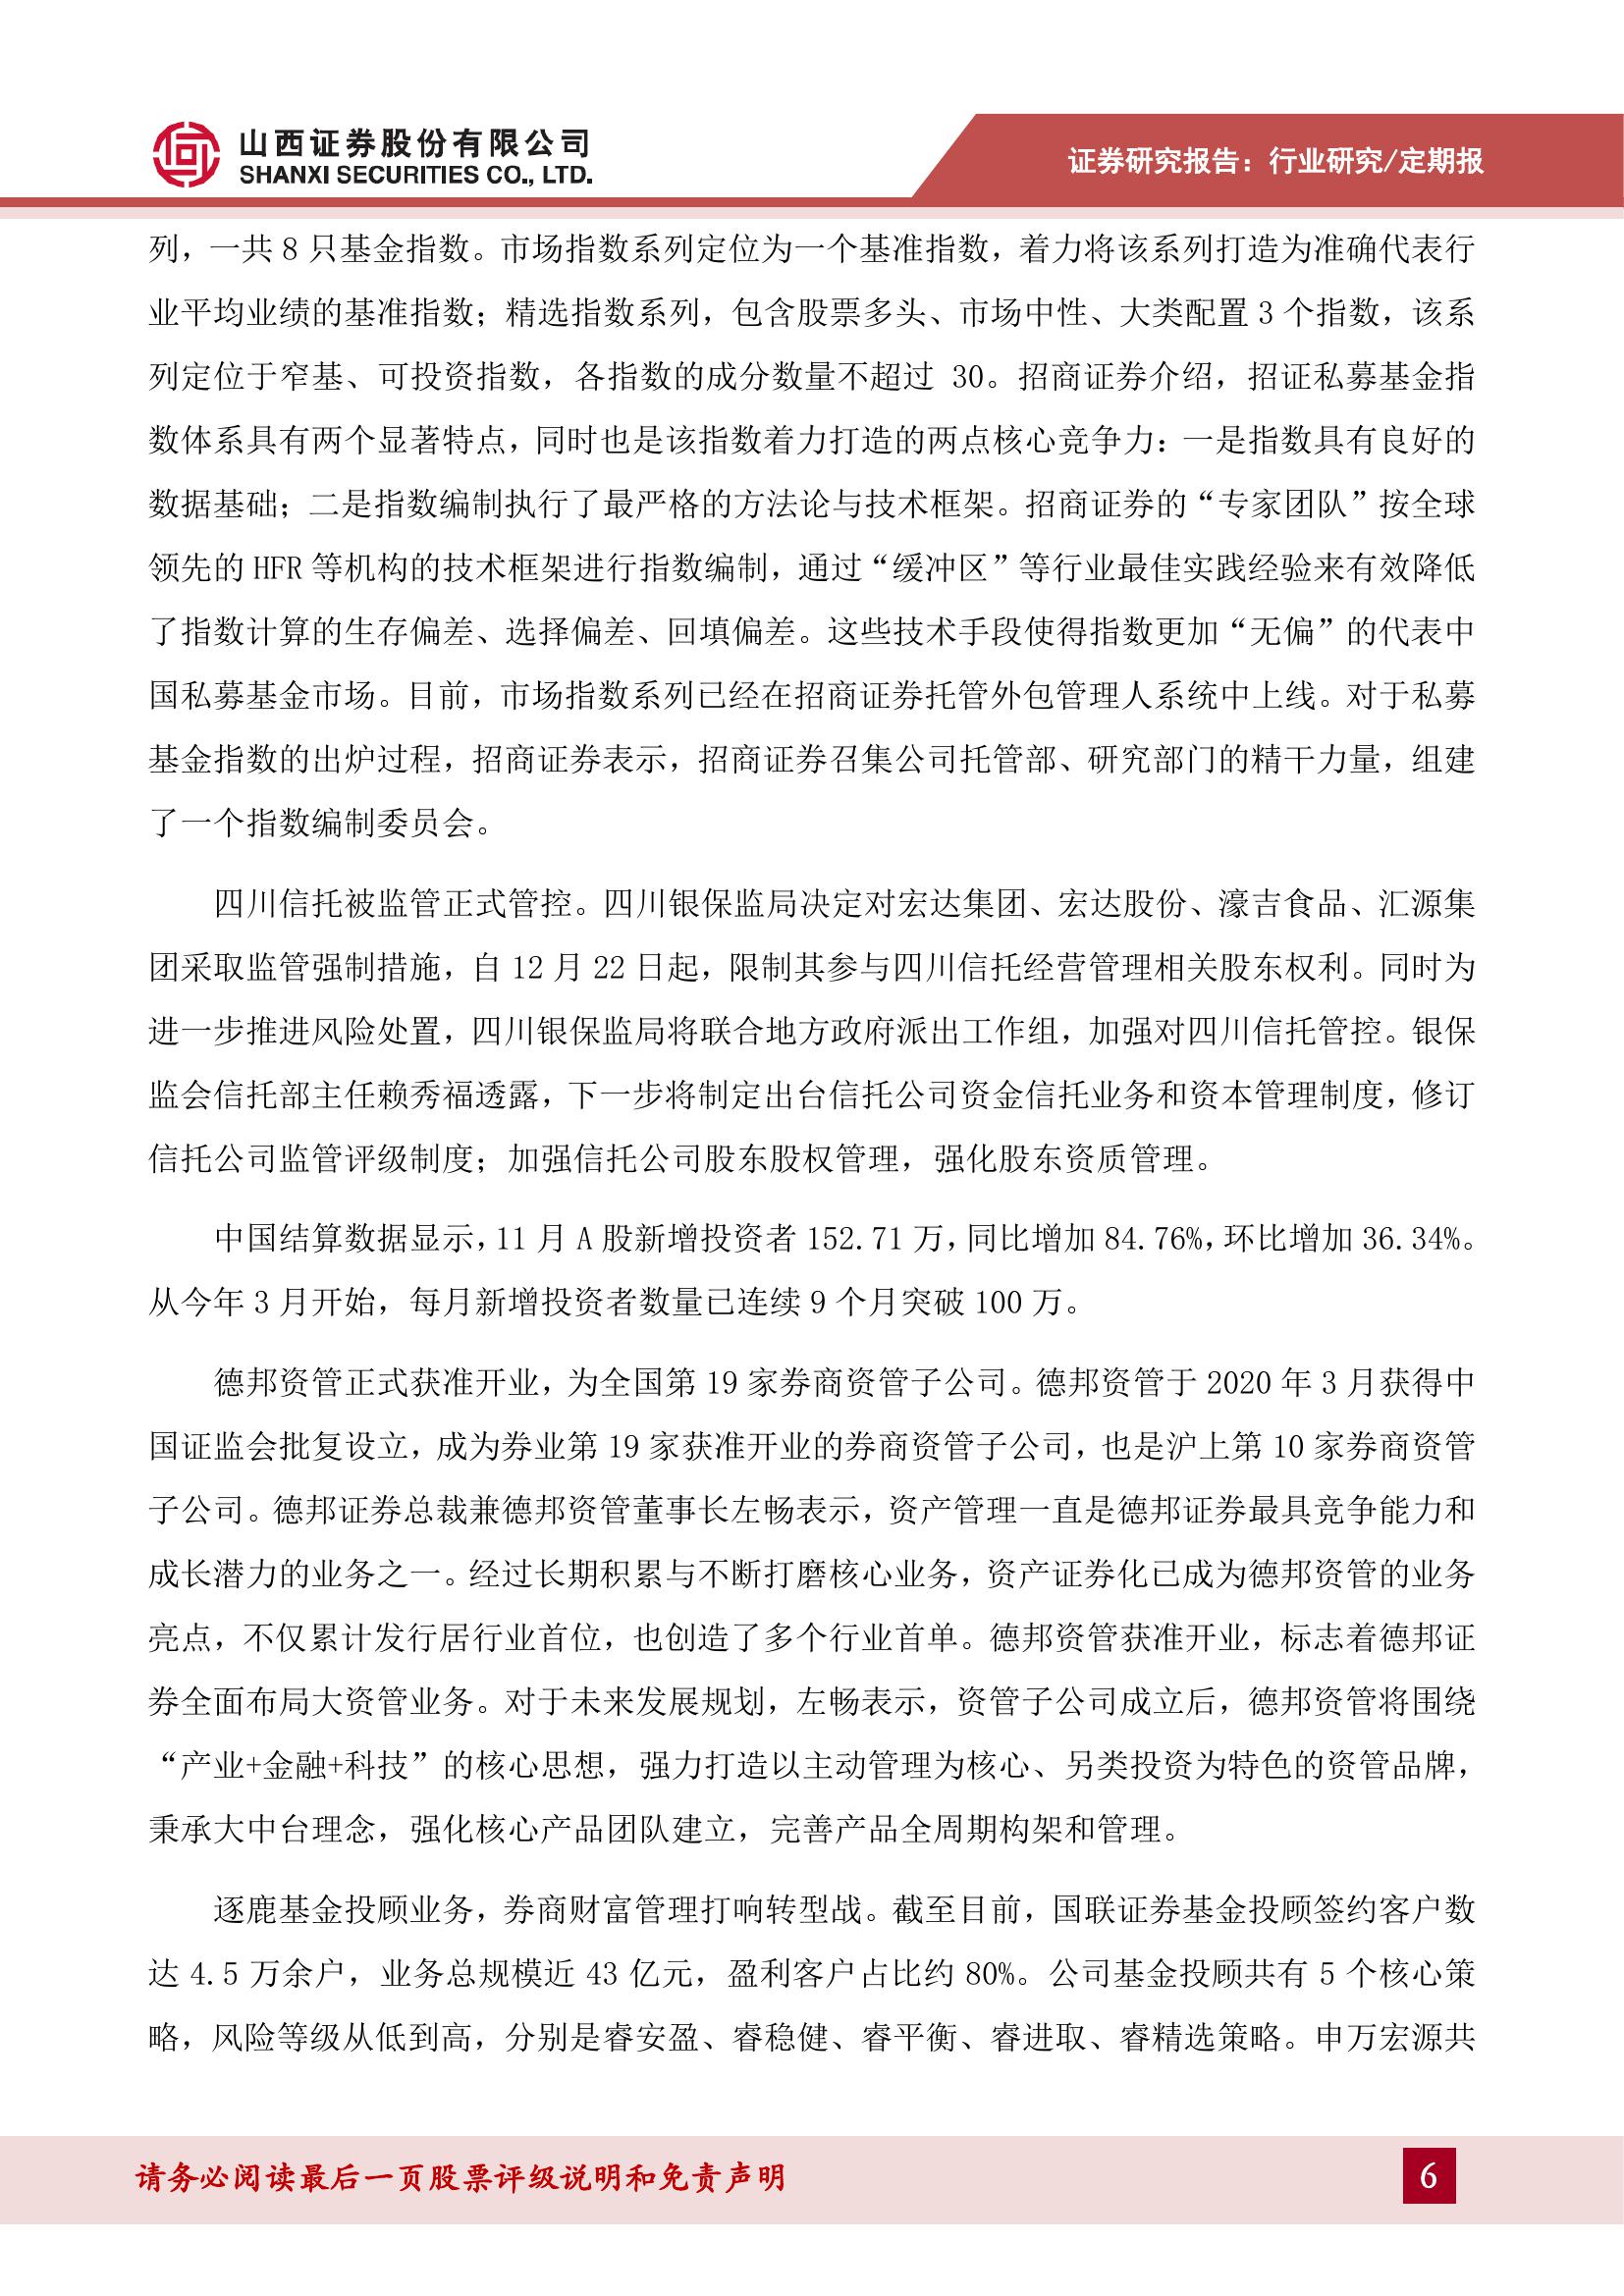 山西证券股份有限公司
SHANXI SECURITIES CO., LTD.
证券研究报告：行业研究/定期报
列，一共 8 只基金指数。市场指数系列定位为一个基准指数，着力将该系列打造为准确代表行
业平均业绩的基准指数；精选指数系列，包含股票多头、市场中性、大类配置 3 个指数，该系
列定位于窄基、可投资指数，各指数的成分数量不超过 30。招商证券介绍，招证私募基金指
数体系具有两个显著特点，同时也是该指数着力打造的两点核心竞争力：一是指数具有良好的
数据基础；二是指数编制执行了最严格的方法论与技术框架。招商证券的“专家团队”按全球
领先的 HFR 等机构的技术框架进行指数编制，通过“缓冲区”等行业最佳实践经验来有效降低
了指数计算的生存偏差、选择偏差、回填偏差。这些技术手段使得指数更加“无偏”的代表中
国私募基金市场。目前，市场指数系列已经在招商证券托管外包管理人系统中上线。对于私募
基金指数的出炉过程，招商证券表示，招商证券召集公司托管部、研究部门的精干力量，组建
了一个指数编制委员会。
四川信托被监管正式管控。四川银保监局决定对宏达集团、宏达股份、濠吉食品、汇源集
团采取监管强制措施，自 12 月 22 日起，限制其参与四川信托经营管理相关股东权利。同时为
进一步推进风险处置，四川银保监局将联合地方政府派出工作组，加强对四川信托管控。银保
监会信托部主任赖秀福透露，下一步将制定出台信托公司资金信托业务和资本管理制度，修订
信托公司监管评级制度；加强信托公司股东股权管理，强化股东资质管理。
中国结算数据显示，11 月 A 股新增投资者 152.71 万，同比增加 84.76%，环比增加 36.34%。
从今年 3 月开始，每月新增投资者数量已连续 9 个月突破 100 万。
德邦资管正式获准开业，为全国第 19 家券商资管子公司。德邦资管于 2020 年 3 月获得中
国证监会批复设立，成为券业第 19 家获准开业的券商资管子公司，也是沪上第 10 家券商资管
子公司。德邦证券总裁兼德邦资管董事长左畅表示，资产管理一直是德邦证券最具竞争能力和
成长潜力的业务之一。经过长期积累与不断打磨核心业务，资产证券化已成为德邦资管的业务
亮点，不仅累计发行居行业首位，也创造了多个行业首单。德邦资管获准开业，标志着德邦证
券全面布局大资管业务。对于未来发展规划，左畅表示，资管子公司成立后，德邦资管将围绕
“产业+金融+科技”的核心思想，强力打造以主动管理为核心、另类投资为特色的资管品牌，
秉承大中台理念，强化核心产品团队建立，完善产品全周期构架和管理。
逐鹿基金投顾业务，券商财富管理打响转型战。截至目前，国联证券基金投顾签约客户数
达 4.5 万余户，业务总规模近 43 亿元，盈利客户占比约 80%。公司基金投顾共有 5 个核心策
略，风险等级从低到高，分别是睿安盈、睿稳健、睿平衡、睿进取、睿精选策略。申万宏源共
请务必阅读最后一页股票评级说明和免责声明
6